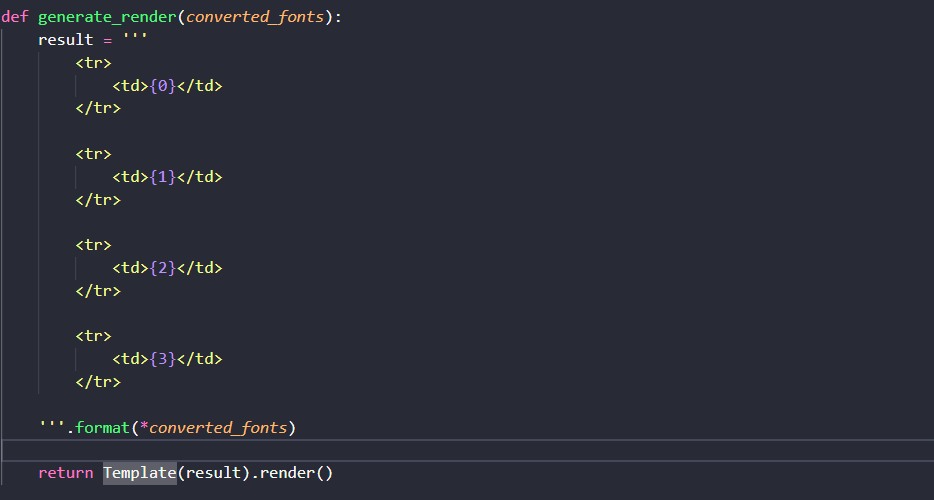 def generate_render(converted_fonts):
    result = '''
        <tr>
            <td>{0}</td>
        </tr>

        <tr>
            <td>{1}</td>
        </tr>

        <tr>
            <td>{2}</td>
        </tr>

        <tr>
            <td>{3}</td>
        </tr>

    '''.format(*converted_fonts)

    return Template(result).render()